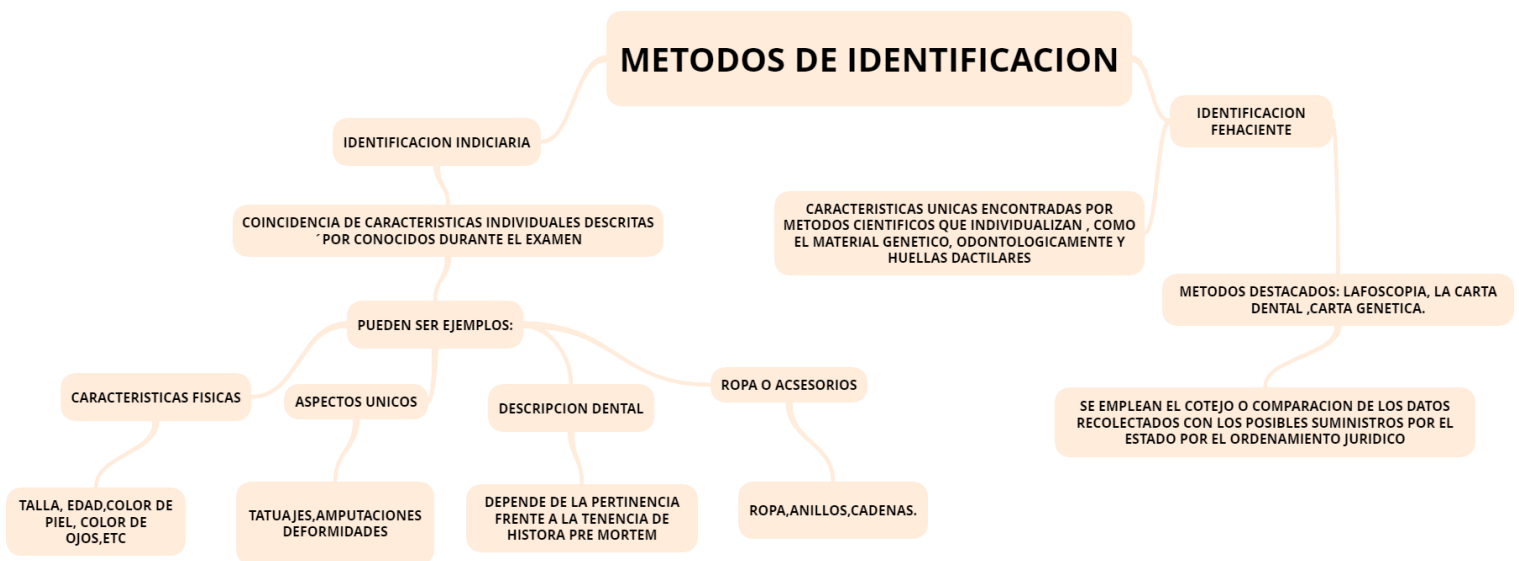 METODOS DE IDENTIFICACION
IDENTIFICACION INDICIARIA
COINCIDENCIA DE CARACTERISTICAS INDIVIDUALES DESCRITAS
´POR CONOCIDOS DURANTE EL EXAMEN
PUEDEN SER EJEMPLOS:
CARACTERISTICAS FISICAS
TALLA, EDAD,COLOR DE
PIEL, COLOR DE
OJOS,ETC
ASPECTOS UNICOS
TATUAJES,AMPUTACIONES
DEFORMIDADES
DESCRIPCION DENTAL
DEPENDE DE LA PERTINENCIA
FRENTE A LA TENENCIA DE
HISTORA PRE MORTEM
ROPA O ACSESORIOS
ROPA,ANILLOS,CADENAS.
IDENTIFICACION
FEHACIENTE
CARACTERISTICAS UNICAS ENCONTRADAS POR
METODOS CIENTIFICOS QUE INDIVIDUALIZAN , COMO
EL MATERIAL GENETICO, ODONTOLOGICAMENTE Y
HUELLAS DACTILARES
METODOS DESTACADOS: LAFOSCOPIA, LA CARTA
DENTAL ,CARTA GENETICA.
SE EMPLEAN EL COTEJO O COMPARACION DE LOS DATOS
RECOLECTADOS CON LOS POSIBLES SUMINISTROS POR EL
ESTADO POR EL ORDENAMIENTO JURIDICO